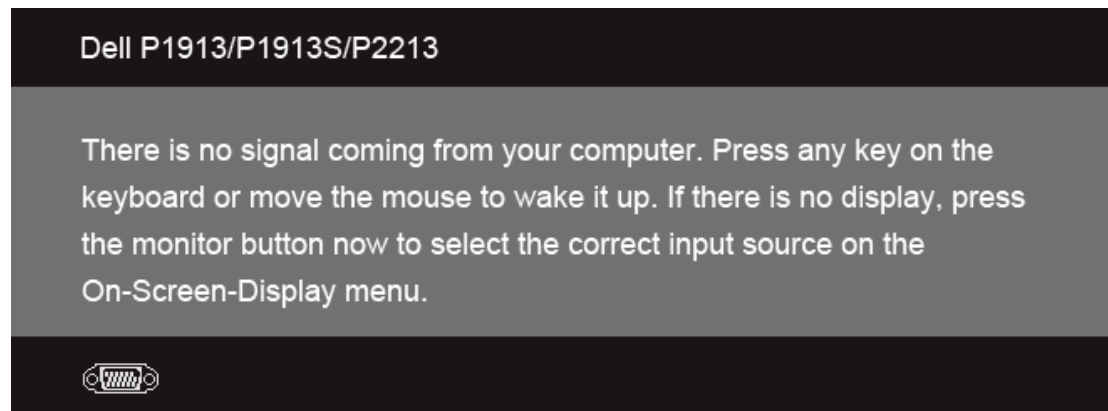 Dell P1913/P1913S/P2213
There is no signal coming from your computer. Press any key on the
keyboard or move the mouse to wake it up. If there is no display, press
the monitor button now to select the correct input source on the
On-Screen-Display menu.